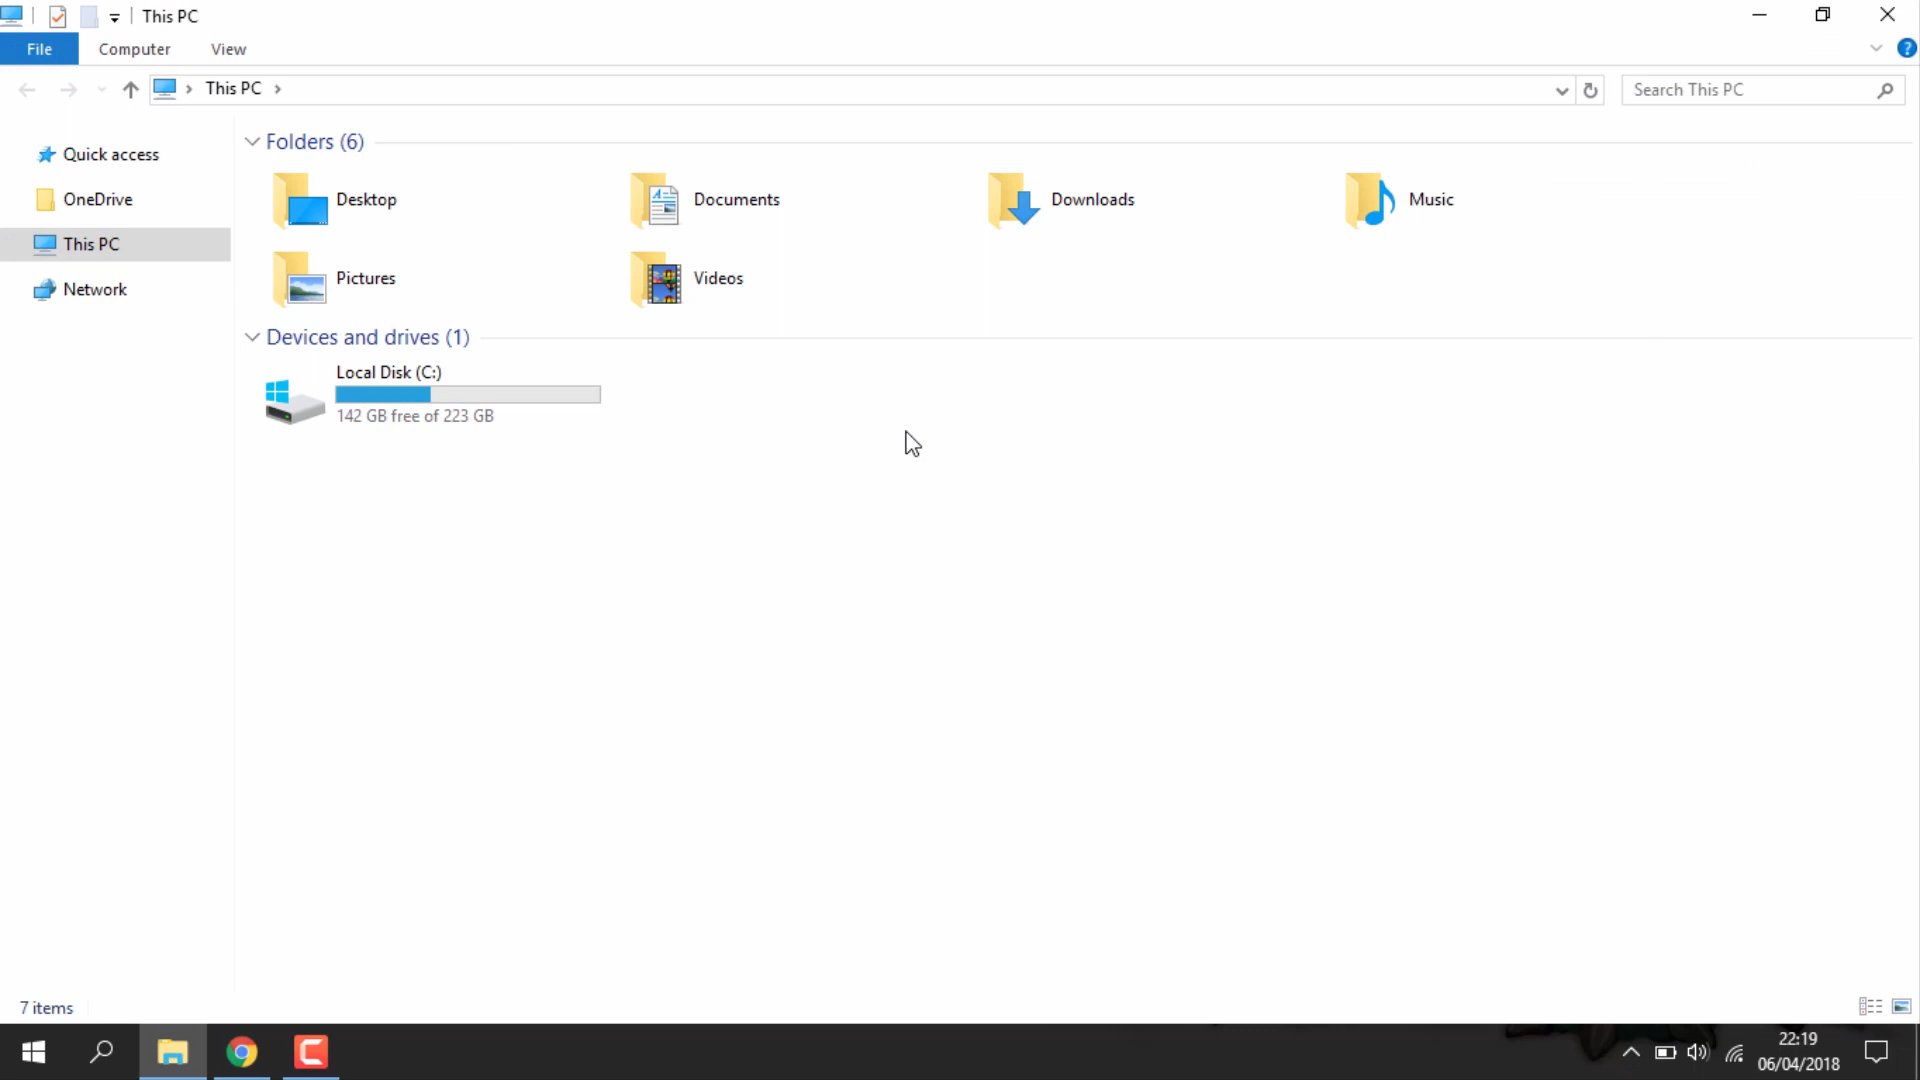 This PC
File Computer View
This PC
Search This PC
Quick access
OneDrive
This PC
Network
Folders (6)
Desktop
Documents
Downloads
Music
Pictures
Videos
Devices and drives (1)
Local Disk (C:)
142 GB free of 223 GB
7 items
22:19
06/04/2018